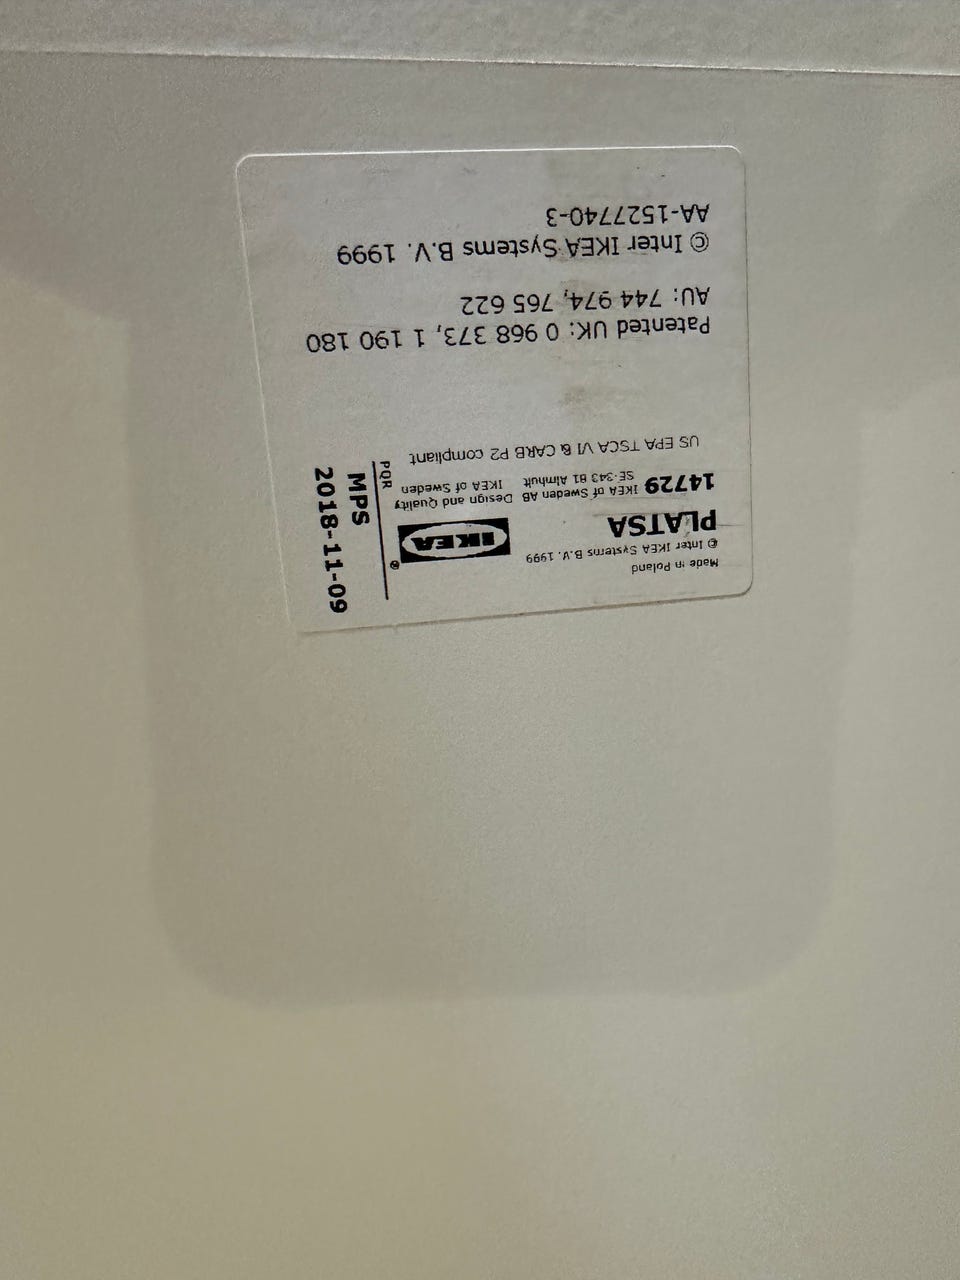 Made in Poland
© Inter IKEA Systems B.V. 1999
PLATSA
IKEA®
14729 IKEA of Sweden AB
SE-343 81 Älmhult
Design and Quality
IKEA of Sweden
US EPA TSCA VI & CARB P2 compliant
PQR
MPS
2018-11-09
Patented UK: 0 968 373, 1 190 180
AU: 744 974, 765 622
© Inter IKEA Systems B.V. 1999
AA-1527740-3